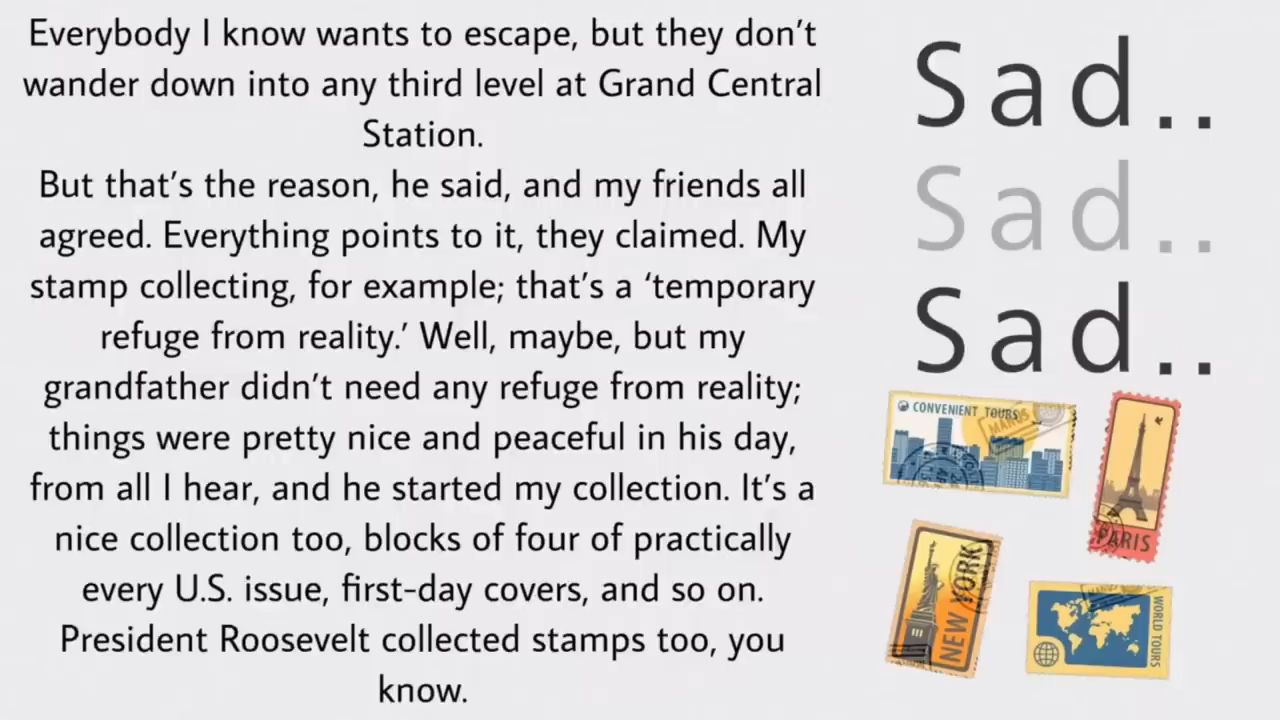 Everybody I know wants to escape, but they don’t
wander down into any third level at Grand Central
Station.
But that’s the reason, he said, and my friends all
agreed. Everything points to it, they claimed. My
stamp collecting, for example; that’s a ‘temporary
refuge from reality.’ Well, maybe, but my
grandfather didn’t need any refuge from reality;
things were pretty nice and peaceful in his day,
from all I hear, and he started my collection. It’s a
nice collection too, blocks of four of practically
every U.S. issue, first-day covers, and so on.
President Roosevelt collected stamps too, you
know.
Sad..
Sad..
Sad..
CONVENIENT TOURS
MANUS
PARIS
NEW YORK
WORLD TOURS